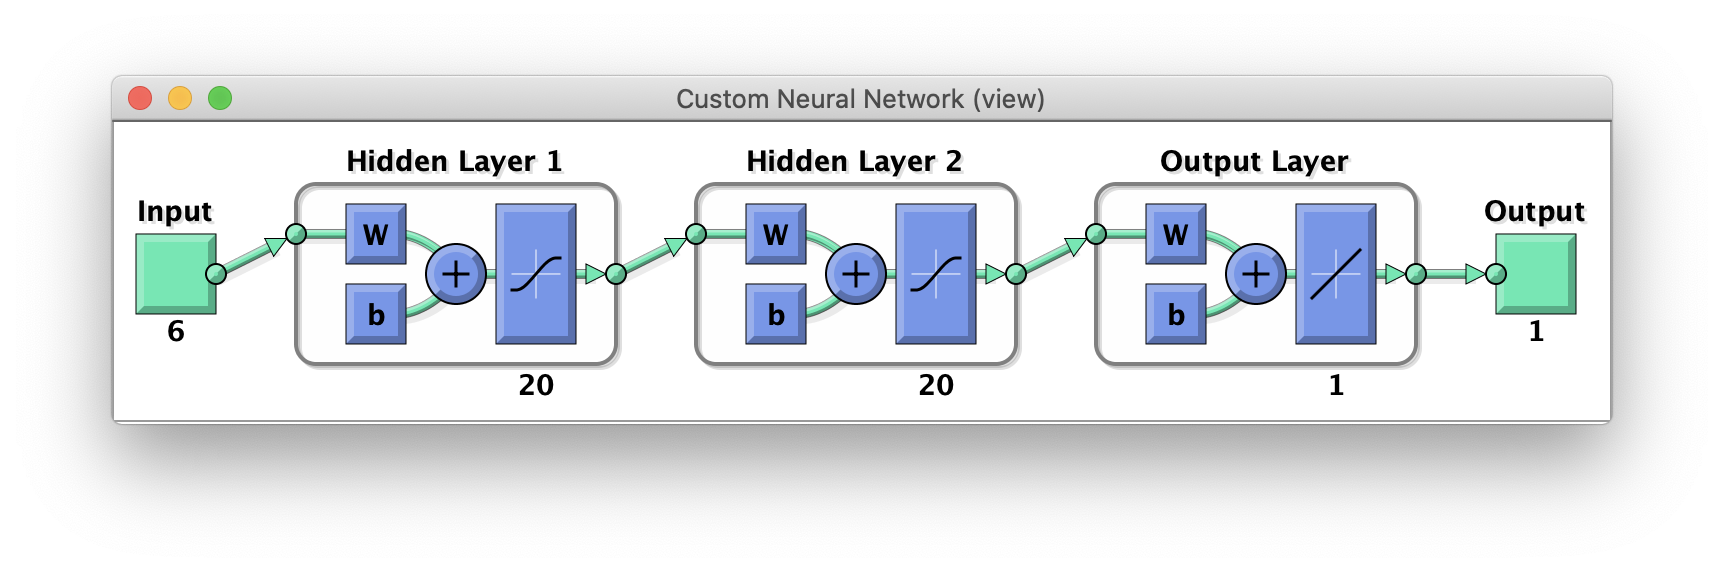 Custom Neural Network (view)
Hidden Layer 1
Hidden Layer 2
Output Layer
Input
Output
W
b
W
b
W
b
6
1
20
20
1